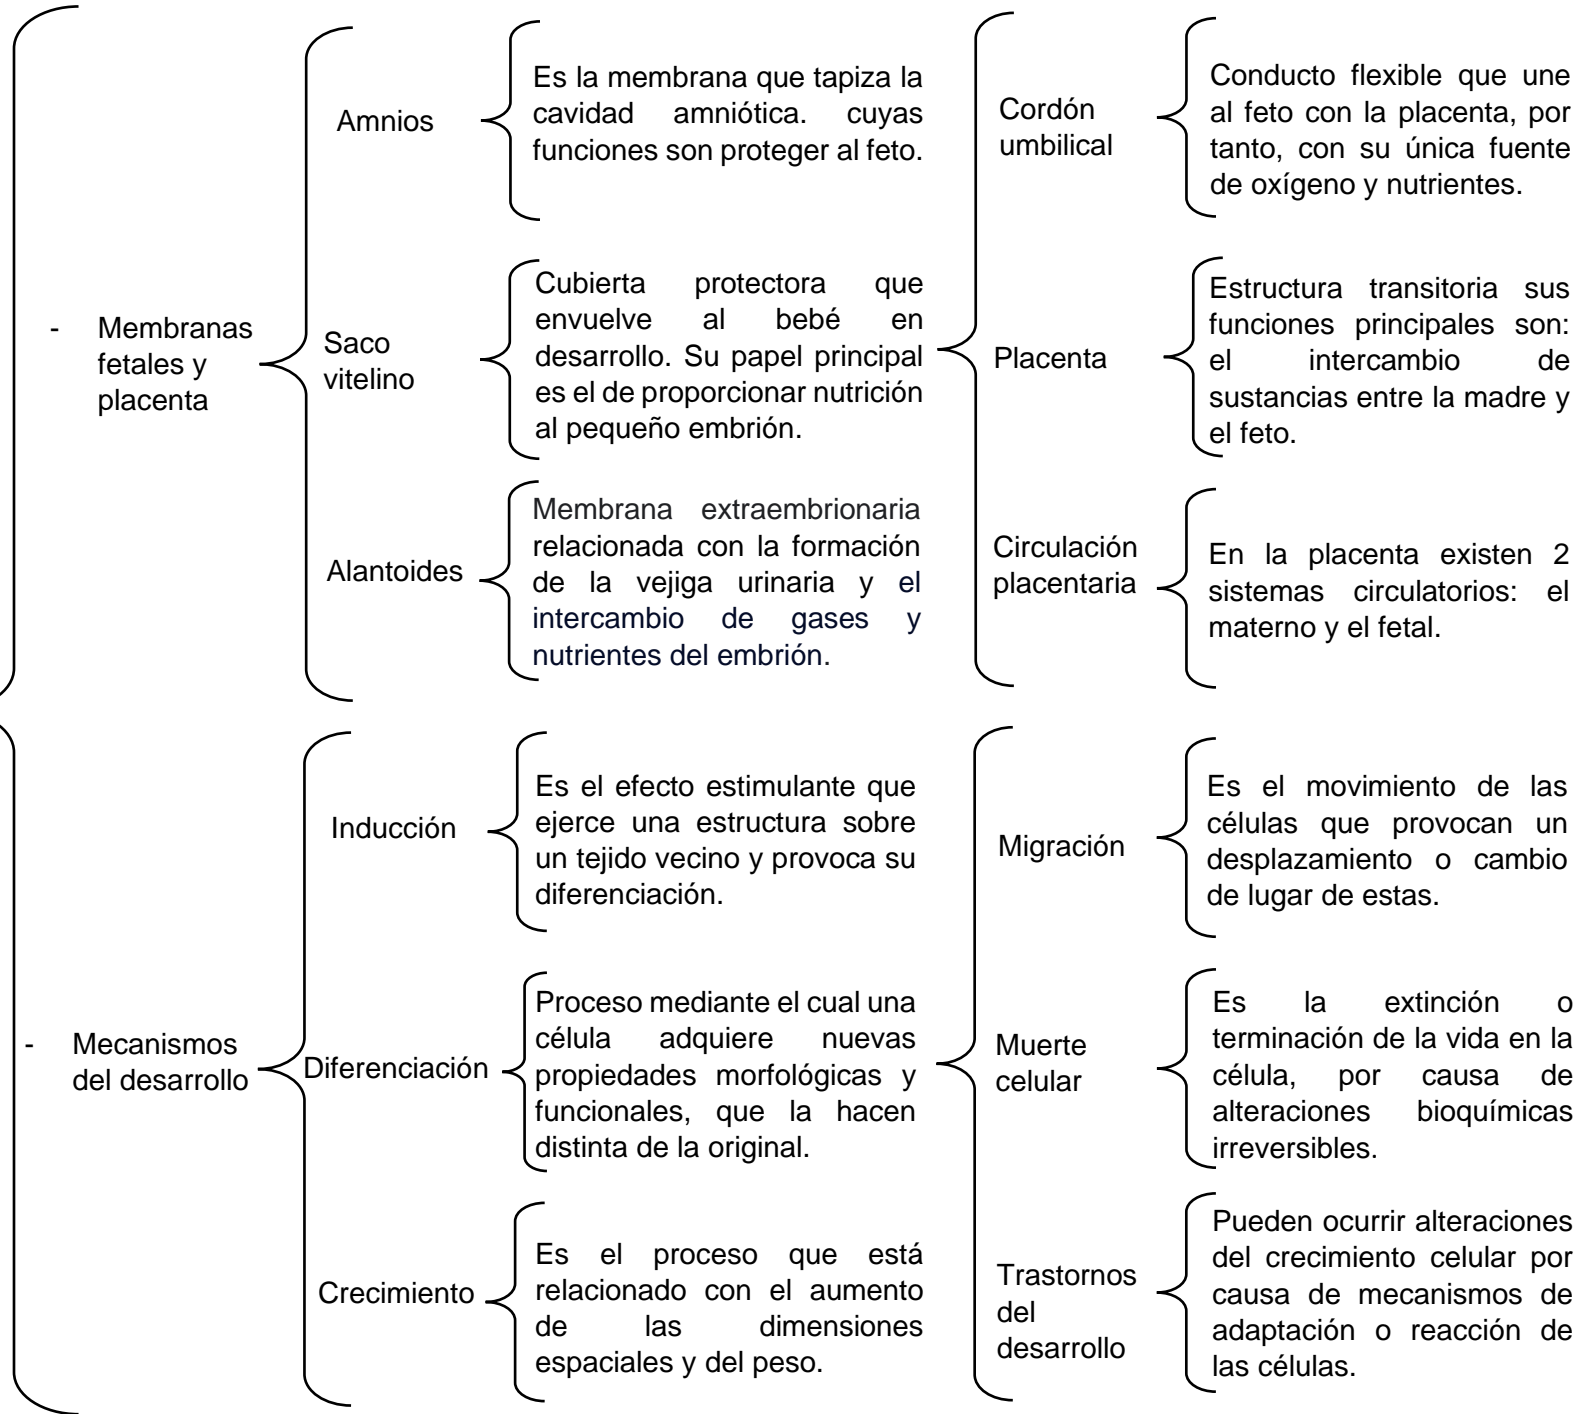 - Membranas
fetales y
placenta
Amnios
Es la membrana que tapiza la
cavidad amniótica. cuyas
funciones son proteger al feto.
Saco
vitelino
Cubierta protectora que
envuelve al bebé en
desarrollo. Su papel principal
es el de proporcionar nutrición
al pequeño embrión.
Alantoides
Membrana extraembrionaria
relacionada con la formación
de la vejiga urinaria y el
intercambio de gases y
nutrientes del embrión.
Cordón
umbilical
Conducto flexible que une
al feto con la placenta, por
tanto, con su única fuente
de oxígeno y nutrientes.
Placenta
Estructura transitoria sus
funciones principales son:
el intercambio de
sustancias entre la madre y
el feto.
Circulación
placentaria
En la placenta existen 2
sistemas circulatorios: el
materno y el fetal.
- Mecanismos
del desarrollo
Inducción
Es el efecto estimulante que
ejerce una estructura sobre
un tejido vecino y provoca su
diferenciación.
Diferenciación
Proceso mediante el cual una
célula adquiere nuevas
propiedades morfológicas y
funcionales, que la hacen
distinta de la original.
Crecimiento
Es el proceso que está
relacionado con el aumento
de las dimensiones
espaciales y del peso.
Migración
Es el movimiento de las
células que provocan un
desplazamiento o cambio
de lugar de estas.
Muerte
celular
Es la extinción o
terminación de la vida en la
célula, por causa de
alteraciones bioquímicas
irreversibles.
Trastornos
del
desarrollo
Pueden ocurrir alteraciones
del crecimiento celular por
causa de mecanismos de
adaptación o reacción de
las células.